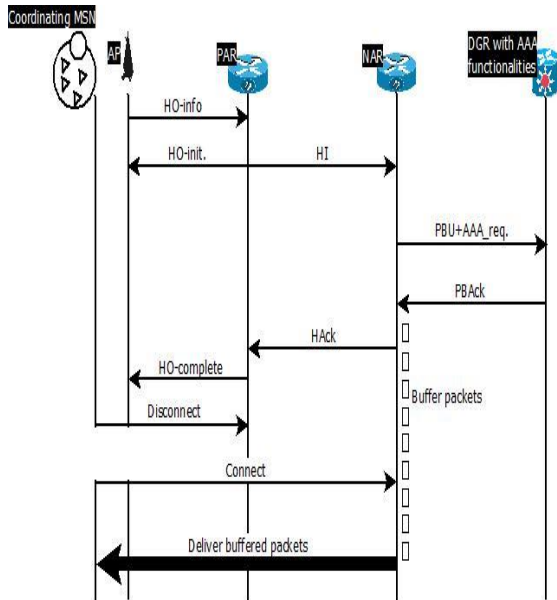 Coordinating MSN
AP
PAR
NAR
DGR with AAA
functionalities
HO-info
HO-init.
HI
PBU+AAA_req.
PBAck
HAck
HO-complete
Buffer packets
Disconnect
Connect
Deliver buffered packets